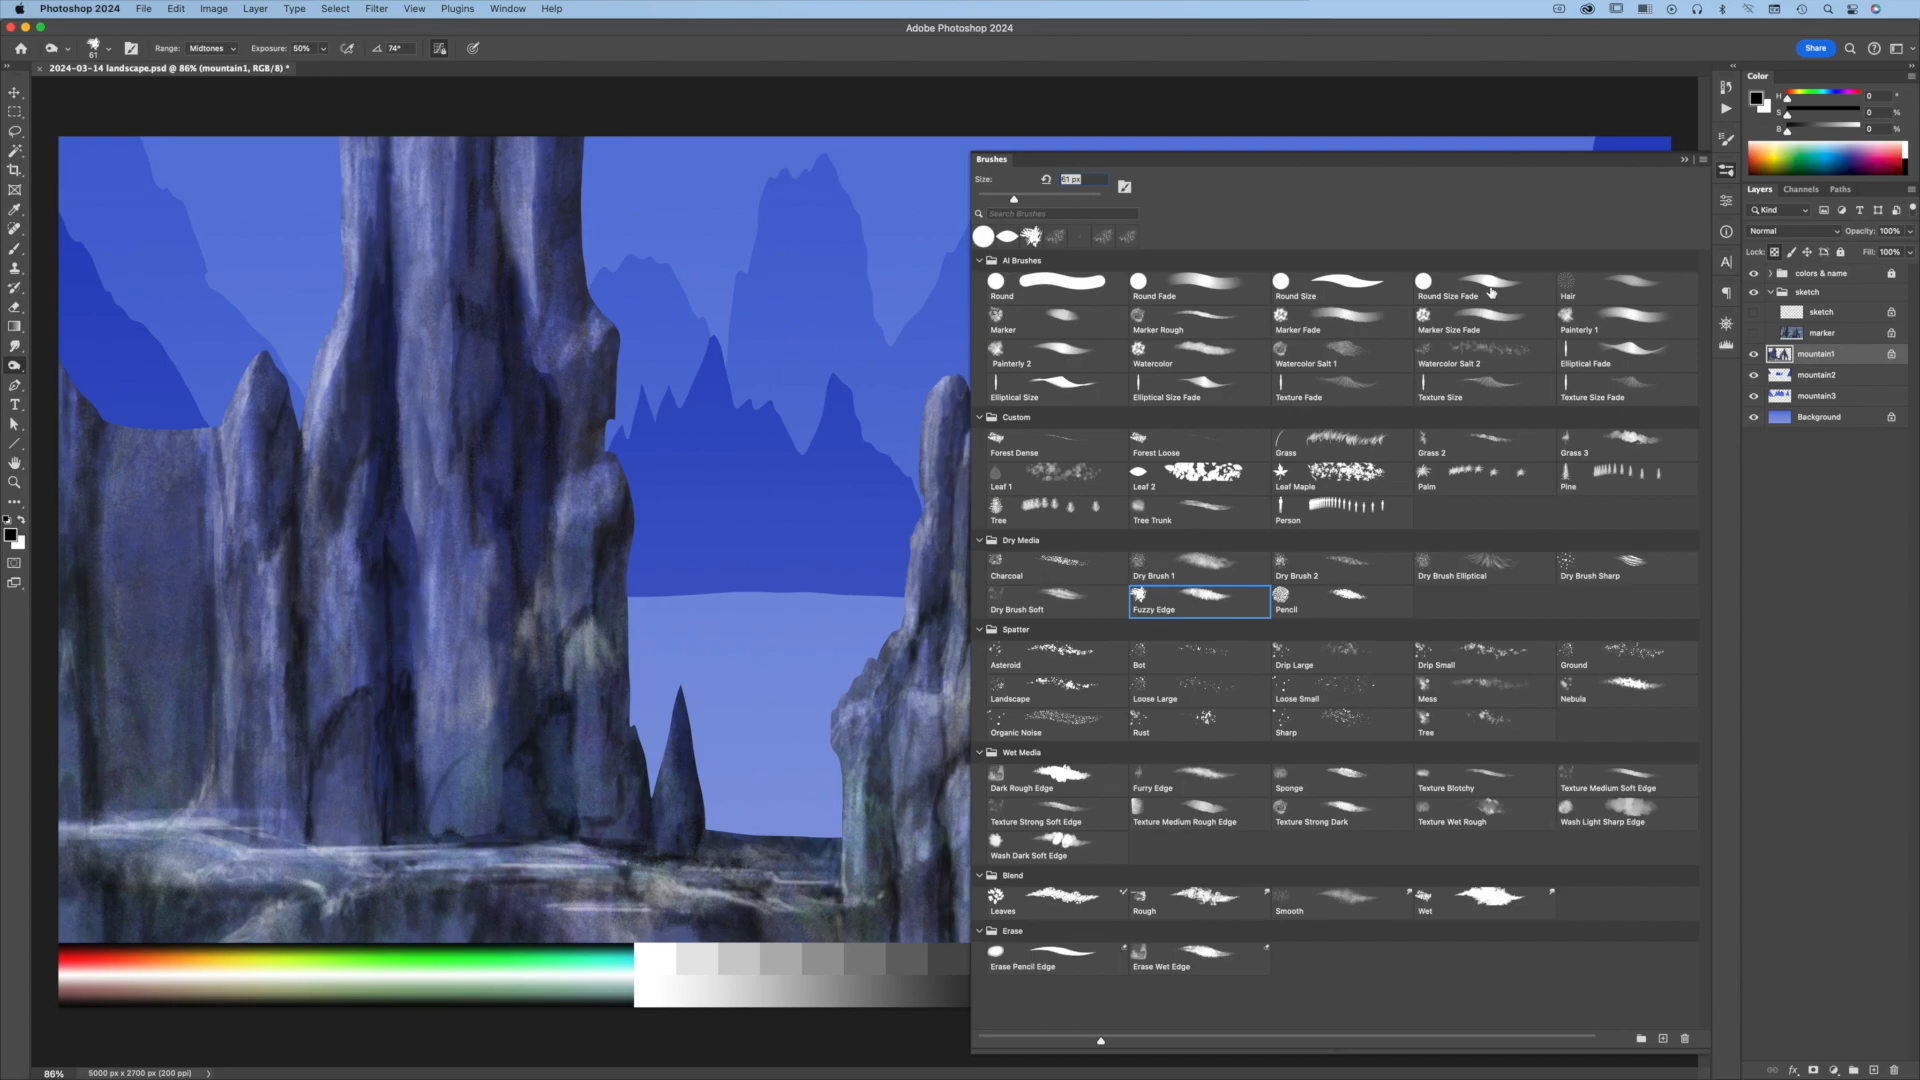 Photoshop 2024 File Edit Image Layer Type Select Filter View Plugins Window Help
Adobe Photoshop 2024
61 Range: Midtones Exposure: 50% 74° Share
2024-03-14 landscape.psd @ 86% (mountain1, RGB/8) *
Brushes
Size: 61 px
Search Brushes
AI Brushes
Round Round Fade Round Size Round Size Fade Hair
Marker Marker Rough Marker Fade Marker Size Fade Painterly 1
Painterly 2 Watercolor Watercolor Salt 1 Watercolor Salt 2 Elliptical Fade
Elliptical Size Elliptical Size Fade Texture Fade Texture Size Texture Size Fade
Custom
Forest Dense Forest Loose Grass Grass 2 Grass 3
Leaf 1 Leaf 2 Leaf Maple Palm Pine
Tree Tree Trunk Person
Dry Media
Charcoal Dry Brush 1 Dry Brush 2 Dry Brush Elliptical Dry Brush Sharp
Dry Brush Soft Fuzzy Edge Pencil
Spatter
Asteroid Bot Drip Large Drip Small Ground
Landscape Loose Large Loose Small Mess Nebula
Organic Noise Rust Sharp Tree
Wet Media
Dark Rough Edge Furry Edge Sponge Texture Blotchy Texture Medium Soft Edge
Texture Strong Soft Edge Texture Medium Rough Edge Texture Strong Dark Texture Wet Rough Wash Light Sharp Edge
Wash Dark Soft Edge
Blend
Leaves Rough Smooth Wet
Erase
Erase Pencil Edge Erase Wet Edge
Color
H 0 °
S 0 %
B 0 %
Layers Channels Paths
Kind
Normal Opacity: 100%
Lock: Fill: 100%
colors & name
sketch
sketch
marker
mountain1
mountain2
mountain3
Background
86% 5000 px x 2700 px (200 ppi)